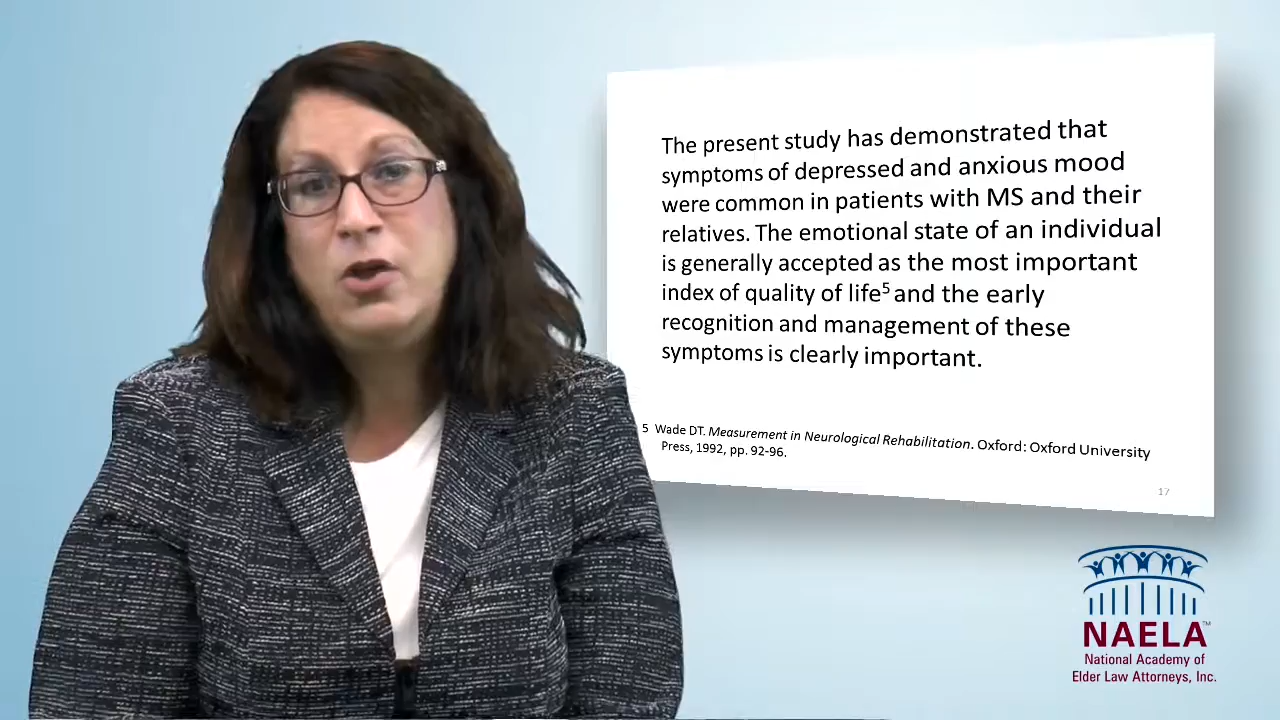 The present study has demonstrated that
symptoms of depressed and anxious mood
were common in patients with MS and their
relatives. The emotional state of an individual
is generally accepted as the most important
index of quality of life⁵ and the early
recognition and management of these
symptoms is clearly important.
5 Wade DT. Measurement in Neurological Rehabilitation. Oxford: Oxford University
Press, 1992, pp. 92-96.
17
NAELA™
National Academy of
Elder Law Attorneys, Inc.